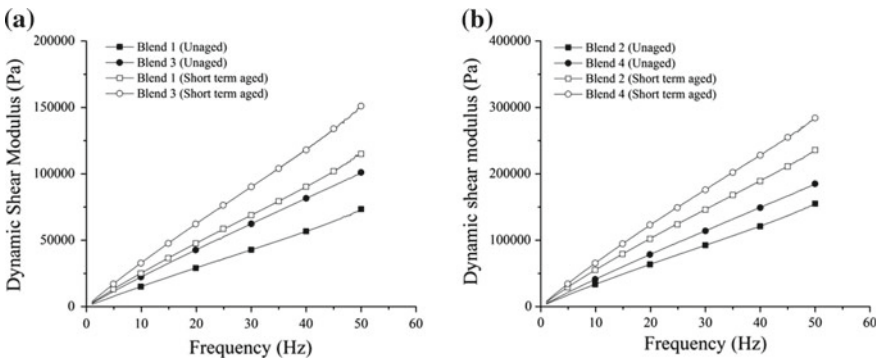 (a)
200000
150000
100000
50000
0
Dynamic Shear Modulus (Pa)
Blend 1 (Unaged)
Blend 3 (Unaged)
Blend 1 (Short term aged)
Blend 3 (Short term aged)
0 10 20 30 40 50 60
Frequency (Hz)
(b)
400000
300000
200000
100000
0
Dynamic shear modulus (Pa)
Blend 2 (Unaged)
Blend 4 (Unaged)
Blend 2 (Short term aged)
Blend 4 (Short term aged)
0 10 20 30 40 50 60
Frequency (Hz)